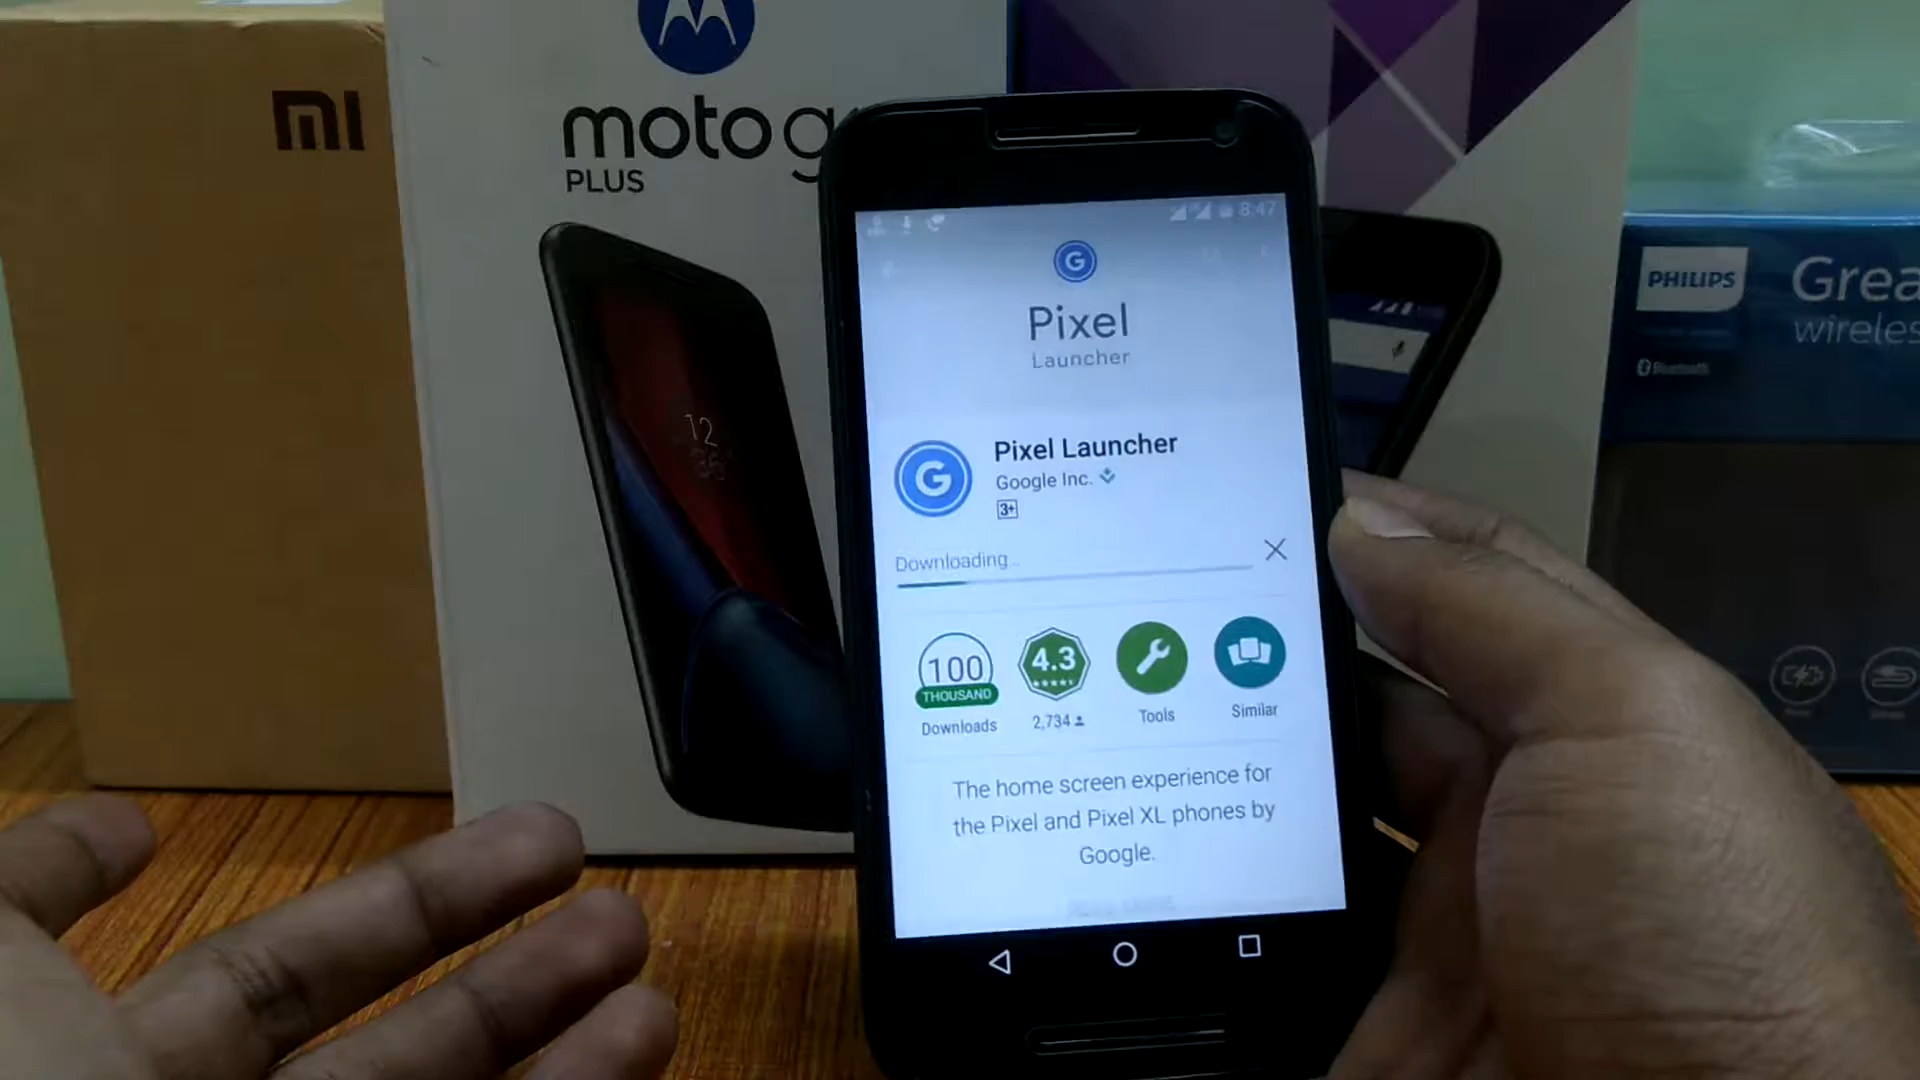 mi
moto g
PLUS
12
PHILIPS
Grea
wireles
Bluetooth
8:47
G
Pixel
Launcher
G
Pixel Launcher
Google Inc.
3+
Downloading..
100
THOUSAND
Downloads
4.3
2,734
Tools
Similar
The home screen experience for
the Pixel and Pixel XL phones by
Google.